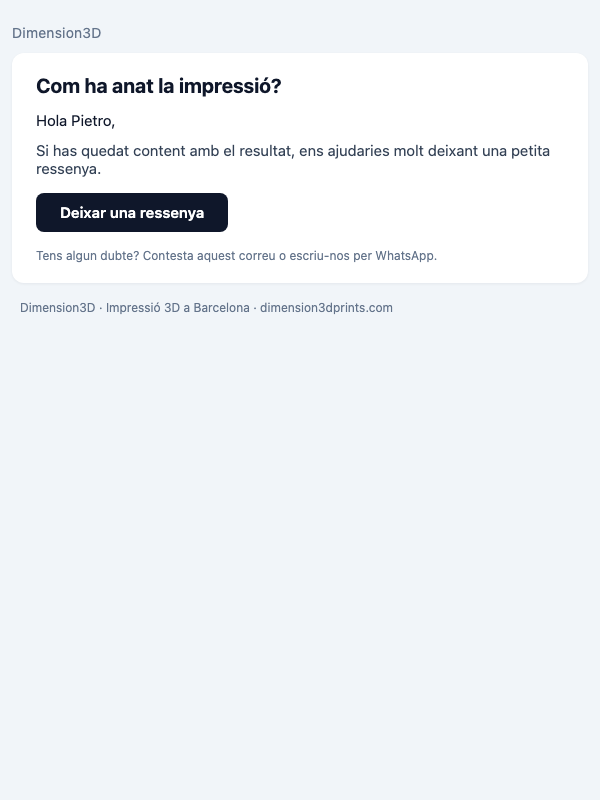 Dimension3D
Com ha anat la impressió?
Hola Pietro,
Si has quedat content amb el resultat, ens ajudaries molt deixant una petita
ressenya.
Deixar una ressenya
Tens algun dubte? Contesta aquest correu o escriu-nos per WhatsApp.
Dimension3D · Impressió 3D a Barcelona · dimension3dprints.com